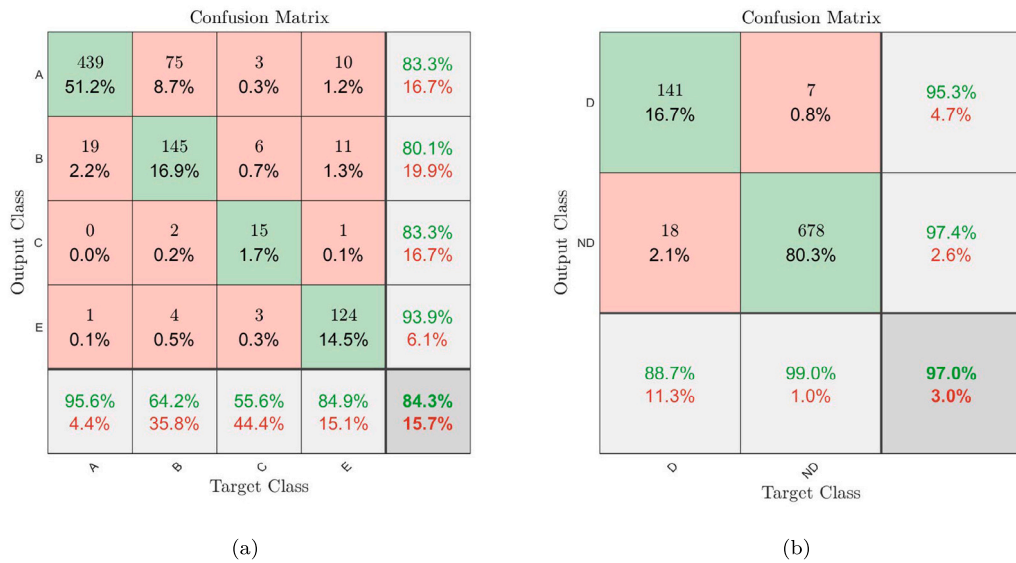 Confusion Matrix
A
439 75 3 10 83.3%
51.2% 8.7% 0.3% 1.2% 16.7%
B
19 145 6 11 80.1%
2.2% 16.9% 0.7% 1.3% 19.9%
C
0 2 15 1 83.3%
0.0% 0.2% 1.7% 0.1% 16.7%
E
1 4 3 124 93.9%
0.1% 0.5% 0.3% 14.5% 6.1%
95.6% 64.2% 55.6% 84.9% 84.3%
4.4% 35.8% 44.4% 15.1% 15.7%
A B C E
Target Class
Output Class
(a)
Confusion Matrix
D
141 7 95.3%
16.7% 0.8% 4.7%
ND
18 678 97.4%
2.1% 80.3% 2.6%
88.7% 99.0% 97.0%
11.3% 1.0% 3.0%
D ND
Target Class
Output Class
(b)